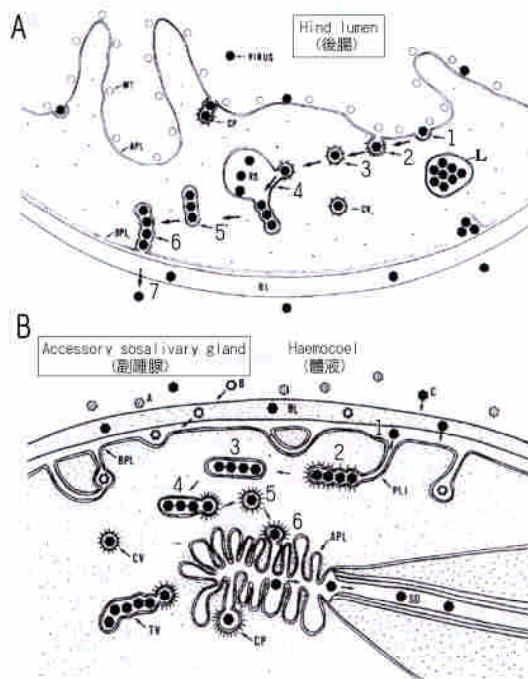 A
Hind lumen
(後腸)
VIRUS
MT
CP
APL
1
2
3
L
RS
4
CV
5
BPL
6
BL
7
B
Accessory sosalivary gland
(副唾腺)
Haemocoel
(體液)
A
B
C
BL
1
BPL
3
2
PLI
4
5
6
APL
CV
SD
TV
CP